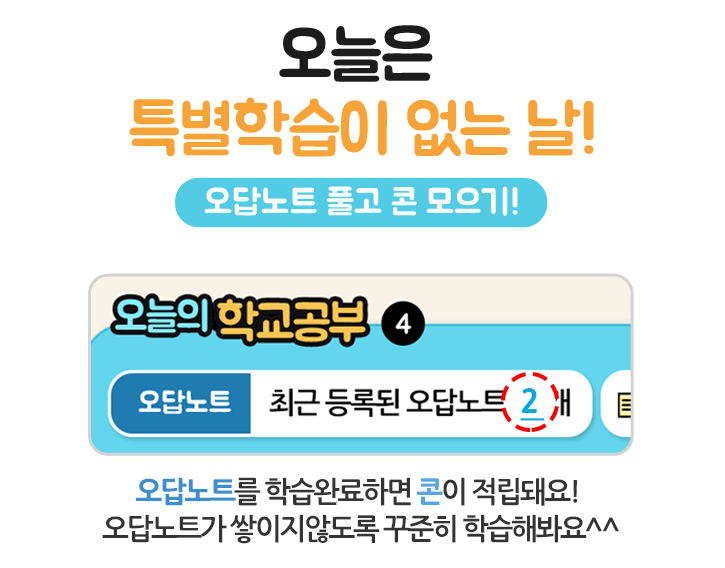 오늘은
특별학습이 없는 날!
오답노트 풀고 콘 모으기!
오늘의 학교공부 4
오답노트 최근 등록된 오답노트 2 개
오답노트를 학습완료하면 콘이 적립돼요!
오답노트가 쌓이지않도록 꾸준히 학습해봐요^^